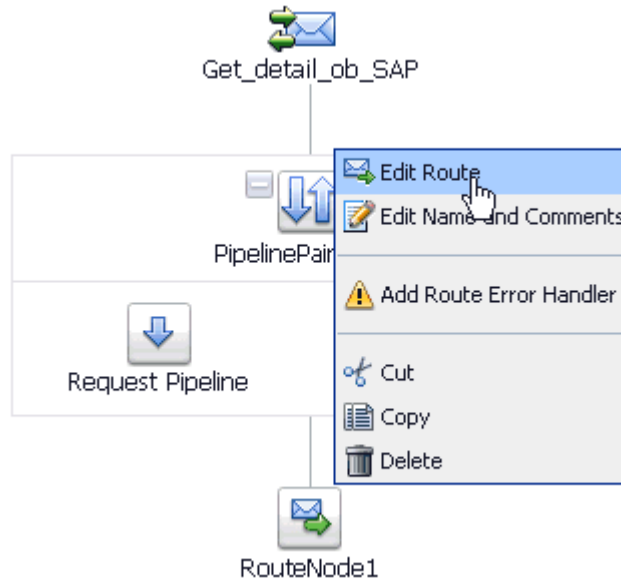 Get_detail_ob_SAP
Edit Route
Edit Name and Comments
PipelinePair
Add Route Error Handler
Request Pipeline
Cut
Copy
Delete
RouteNode1